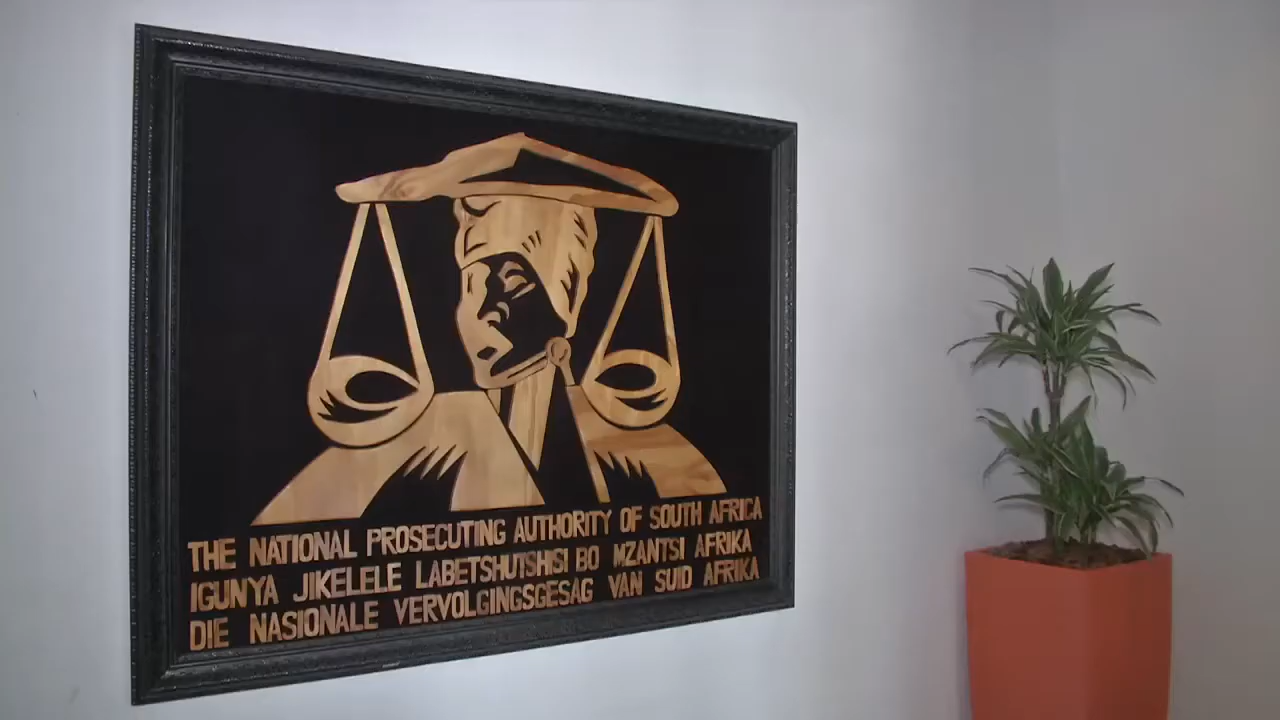 THE NATIONAL PROSECUTING AUTHORITY OF SOUTH AFRICA
IGUNYA JIKELELE LABETSHUTSHISI BO MZANTSI AFRIKA
DIE NASIONALE VERVOLGINGSGESAG VAN SUID AFRIKA